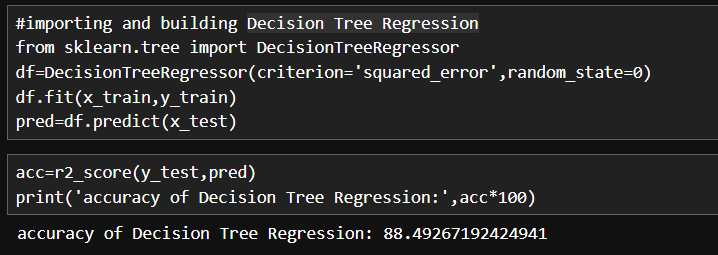 #importing and building Decision Tree Regression
from sklearn.tree import DecisionTreeRegressor
df=DecisionTreeRegressor(criterion='squared_error',random_state=0)
df.fit(x_train,y_train)
pred=df.predict(x_test)
acc=r2_score(y_test,pred)
print('accuracy of Decision Tree Regression:',acc*100)
accuracy of Decision Tree Regression: 88.49267192424941